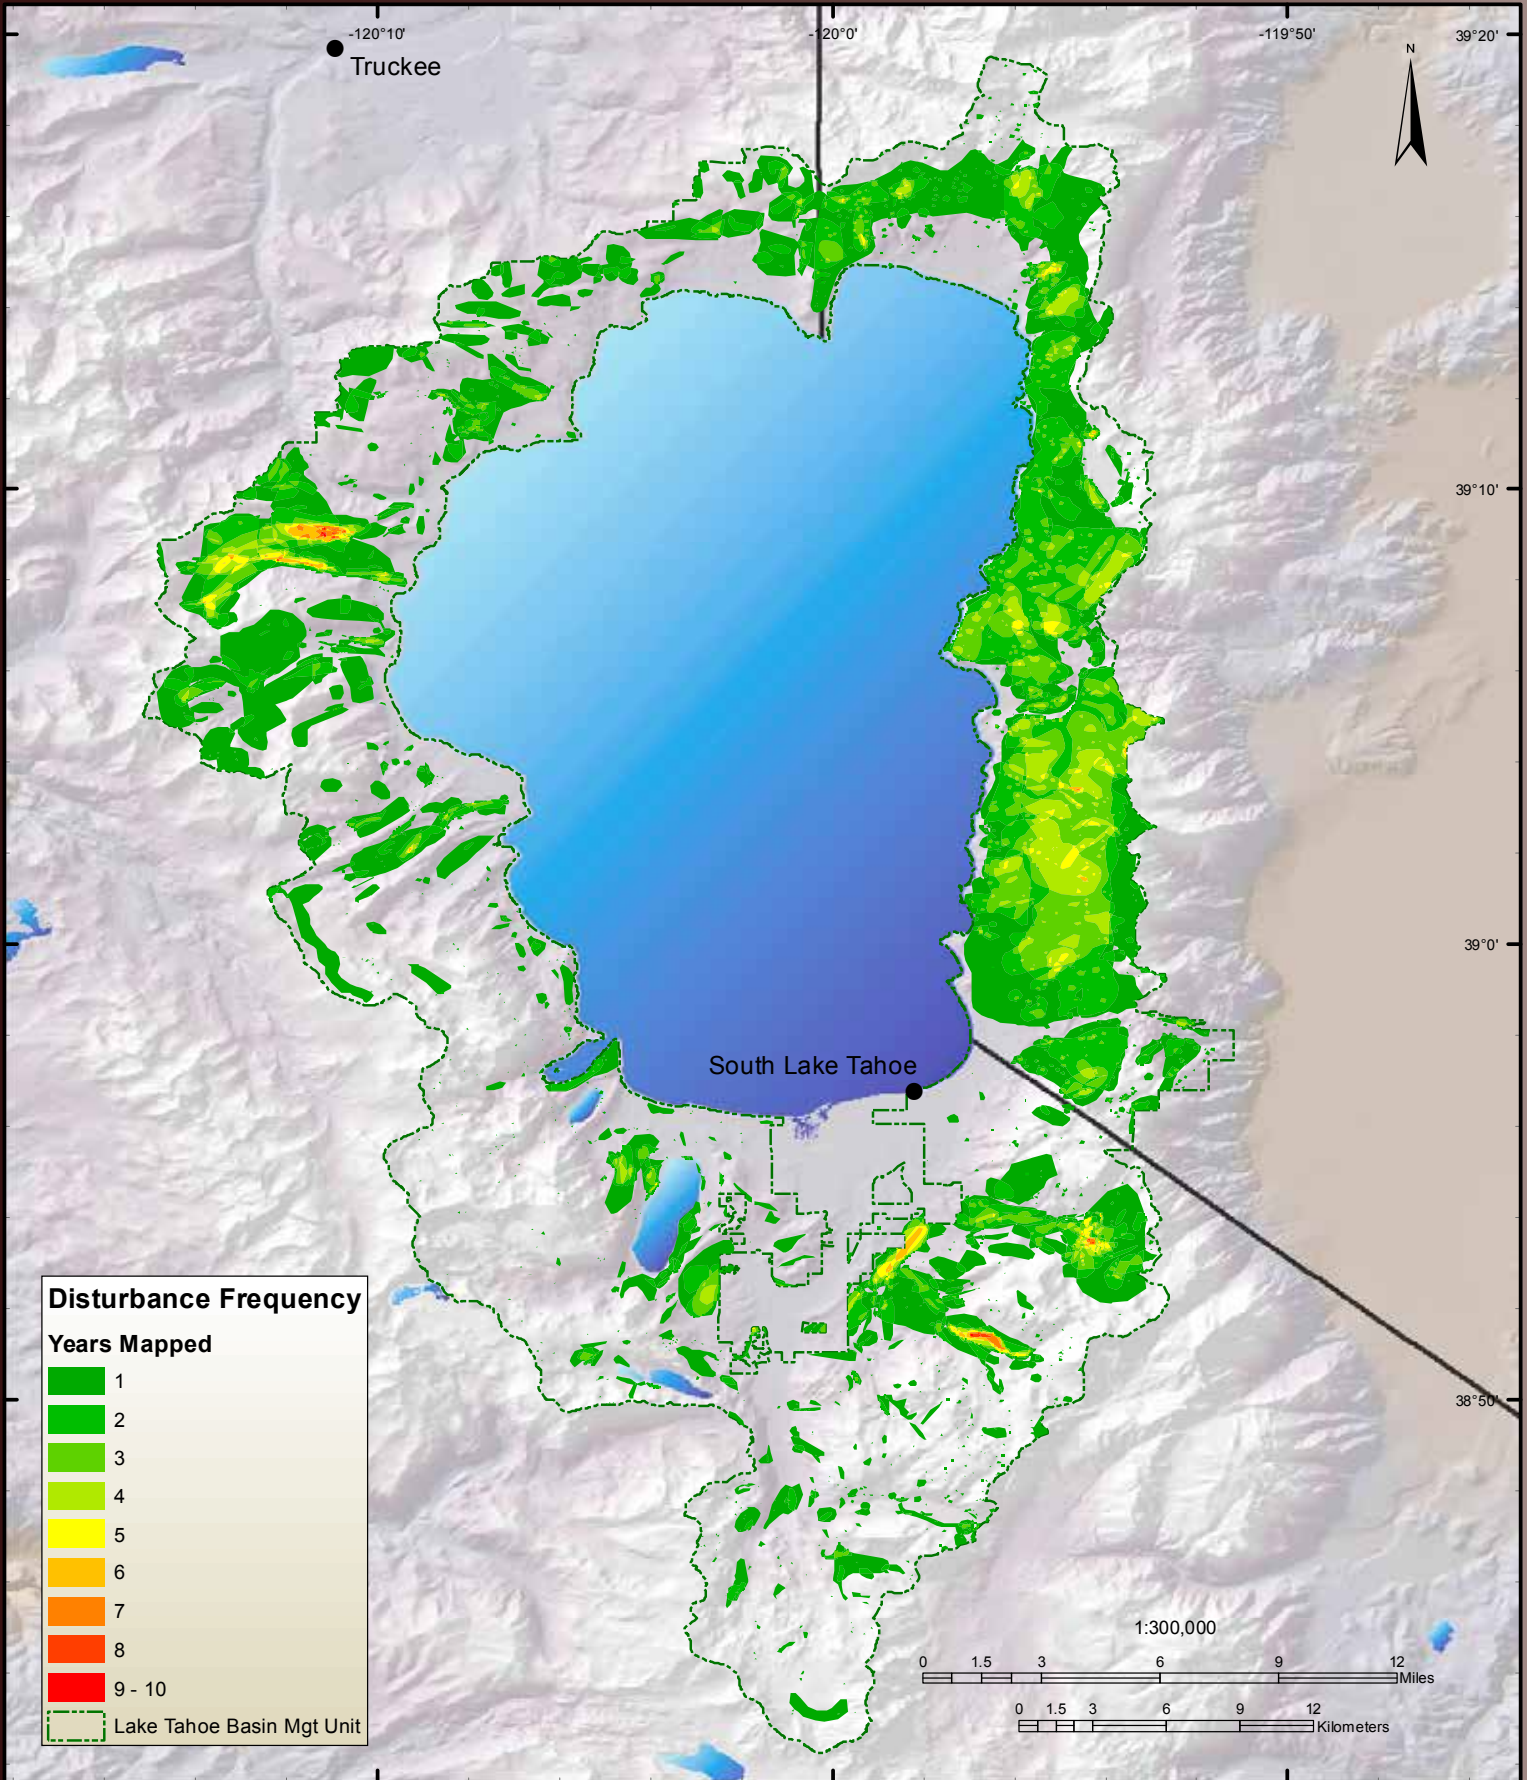 -120°10'
-120°0'
-119°50'
39°20'
Truckee
N
39°10'
39°0'
South Lake Tahoe
38°50'
Disturbance Frequency
Years Mapped
1
2
3
4
5
6
7
8
9 - 10
Lake Tahoe Basin Mgt Unit
1:300,000
0 1.5 3 6 9 12
Miles
0 1.5 3 6 9 12
Kilometers